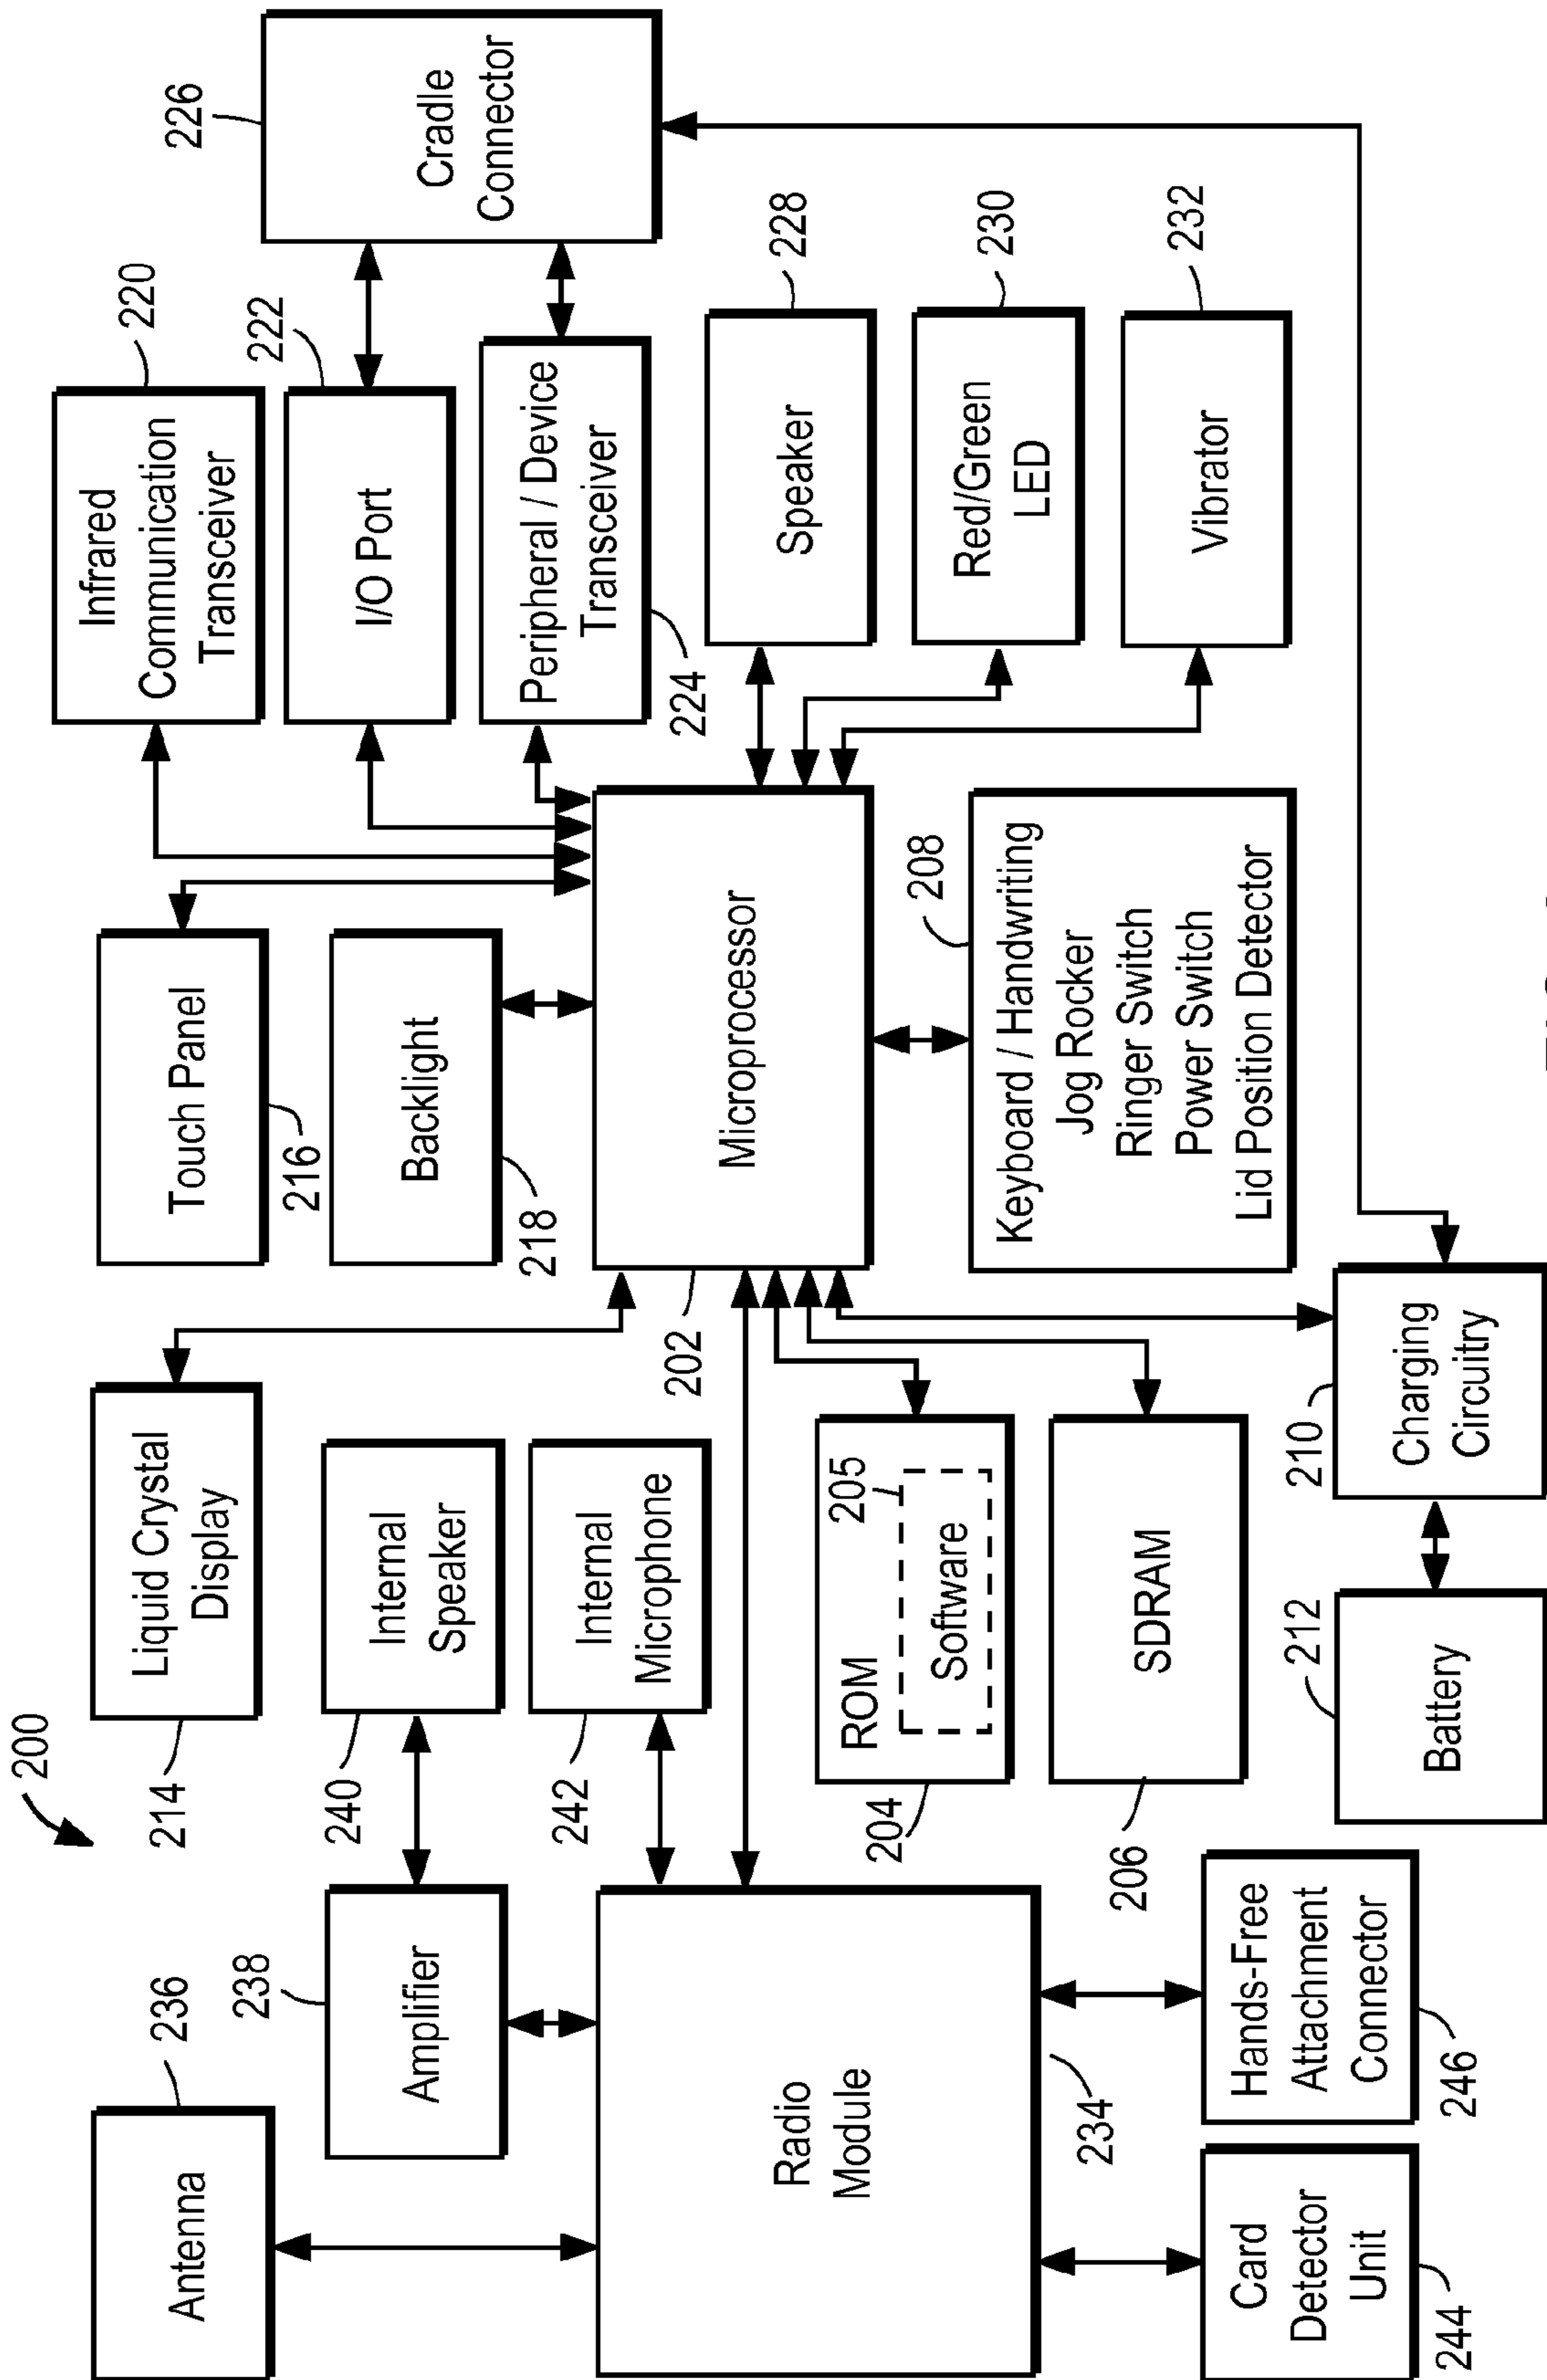 200
236
Antenna
238
Amplifier
Radio
Module
234
Card
Detector
Unit
244
Hands-Free
Attachment
Connector
246
214
Liquid Crystal
Display
240
Internal
Speaker
242
Internal
Microphone
ROM
205
Software
204
SDRAM
206
212
Battery
210
Charging
Circuitry
Touch Panel
216
Backlight
218
Microprocessor
202
208
Keyboard / Handwriting
Jog Rocker
Ringer Switch
Power Switch
Lid Position Detector
220
Infrared
Communication
Transceiver
222
I/O Port
Peripheral / Device
Transceiver
224
226
Cradle
Connector
228
Speaker
230
Red/Green
LED
232
Vibrator